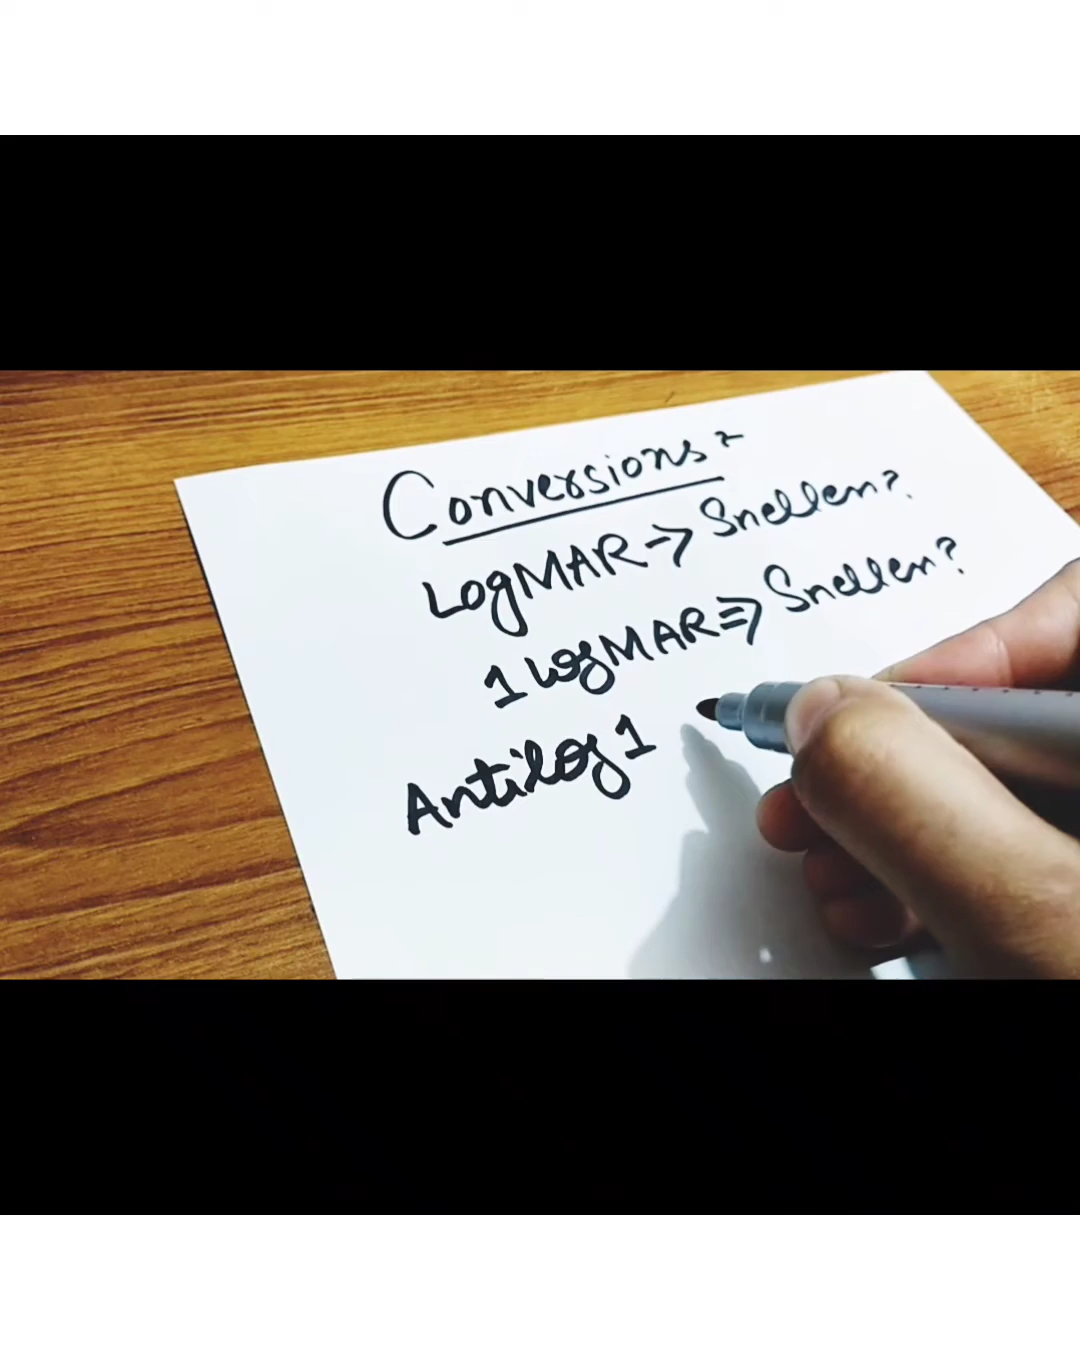 Conversions -
LogMAR → Snellen?
1 LogMAR ⇒ Snellen?
Antilog 1